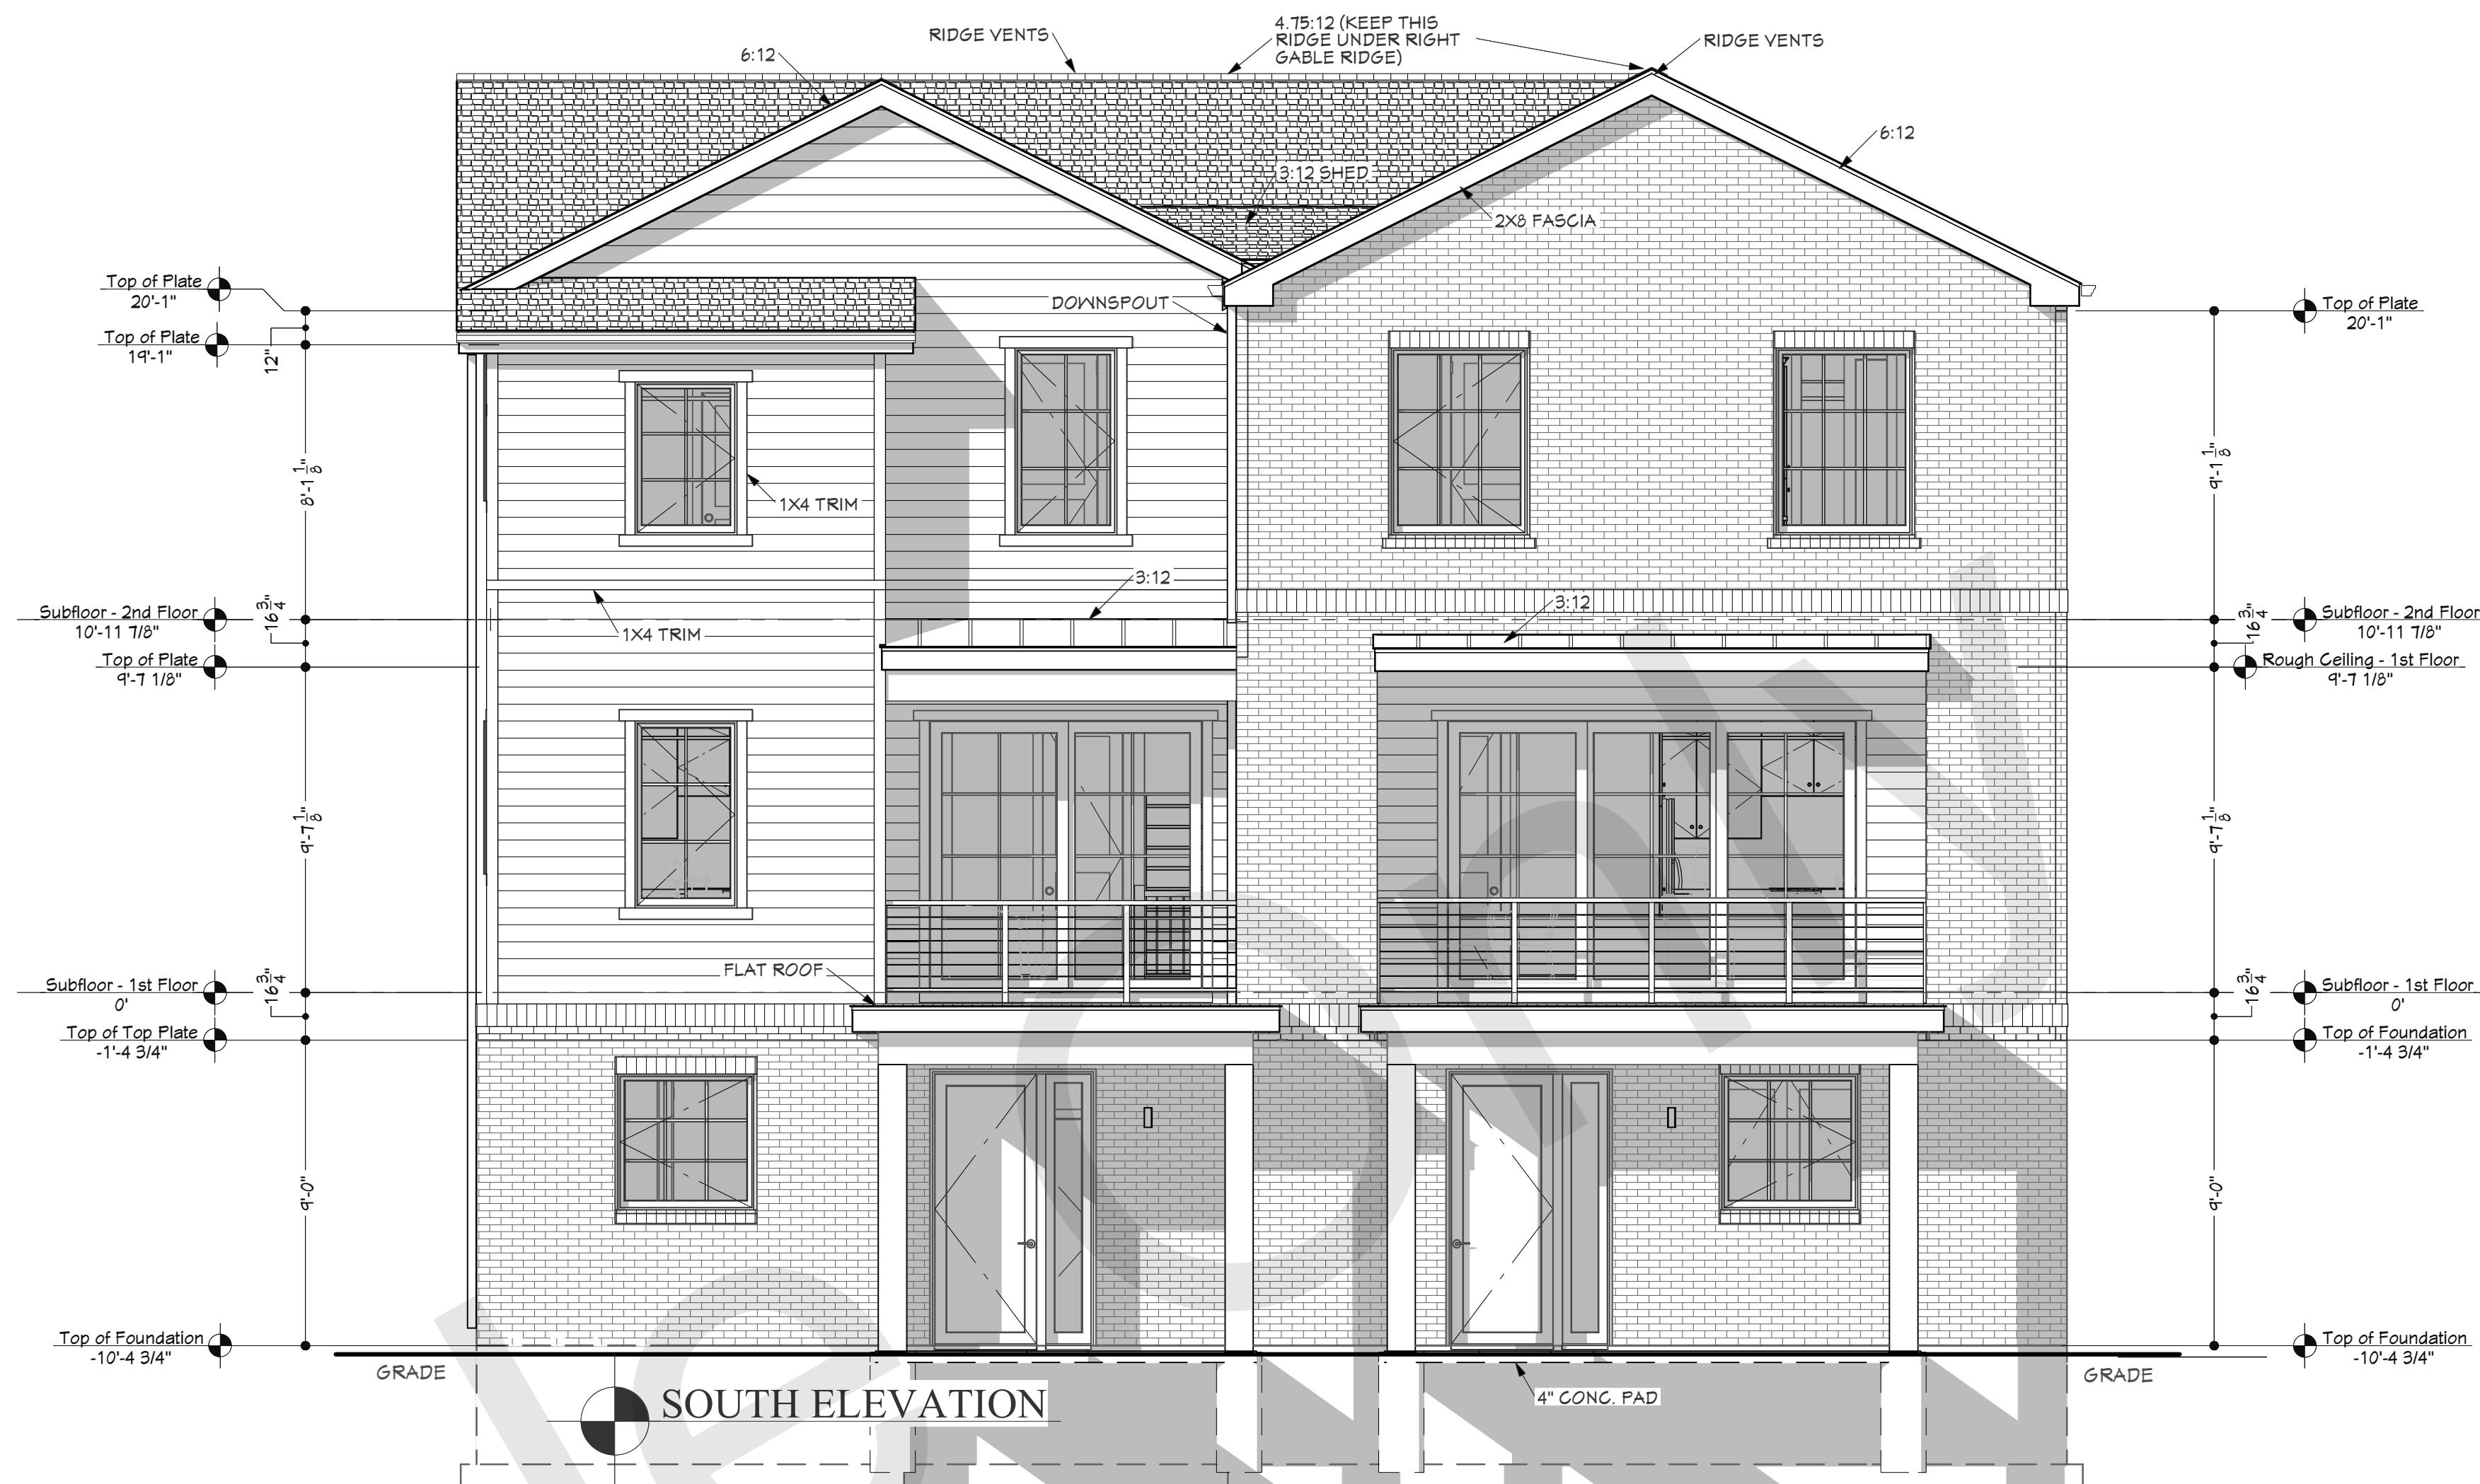 RIDGE VENTS
4.75:12 (KEEP THIS
RIDGE UNDER RIGHT
GABLE RIDGE)
RIDGE VENTS
6:12
6:12
3:12 SHED
2X8 FASCIA
Top of Plate
20'-1"
DOWNSPOUT
Top of Plate
20'-1"
Top of Plate
19'-1"
12"
8'-1 1/8"
9'-1 1/8"
1X4 TRIM
3:12
3:12
Subfloor - 2nd Floor
10'-11 7/8"
16 3/4"
1X4 TRIM
16 3/4"
Subfloor - 2nd Floor
10'-11 7/8"
Top of Plate
9'-7 1/8"
Rough Ceiling - 1st Floor
9'-7 1/8"
9'-7 1/8"
9'-7 1/8"
FLAT ROOF
Subfloor - 1st Floor
0'
16 3/4"
16 3/4"
Subfloor - 1st Floor
0'
Top of Top Plate
-1'-4 3/4"
Top of Foundation
-1'-4 3/4"
9'-0"
9'-0"
Top of Foundation
-10'-4 3/4"
Top of Foundation
-10'-4 3/4"
GRADE
GRADE
SOUTH ELEVATION
4" CONC. PAD
Only